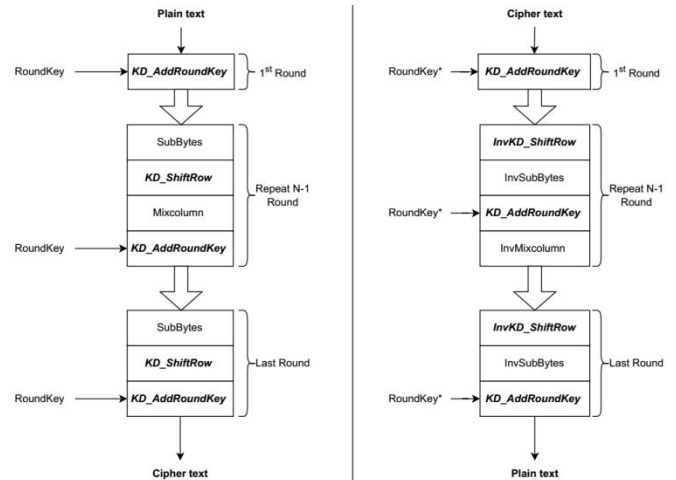 Plain text
RoundKey
KD_AddRoundKey
1st Round
SubBytes
KD_ShiftRow
Mixcolumn
Repeat N-1
Round
RoundKey
KD_AddRoundKey
SubBytes
KD_ShiftRow
Last Round
RoundKey
KD_AddRoundKey
Cipher text
Cipher text
RoundKey*
KD_AddRoundKey
1st Round
InvKD_ShiftRow
InvSubBytes
Repeat N-1
Round
RoundKey*
KD_AddRoundKey
InvMixcolumn
InvKD_ShiftRow
InvSubBytes
Last Round
RoundKey*
KD_AddRoundKey
Plain text